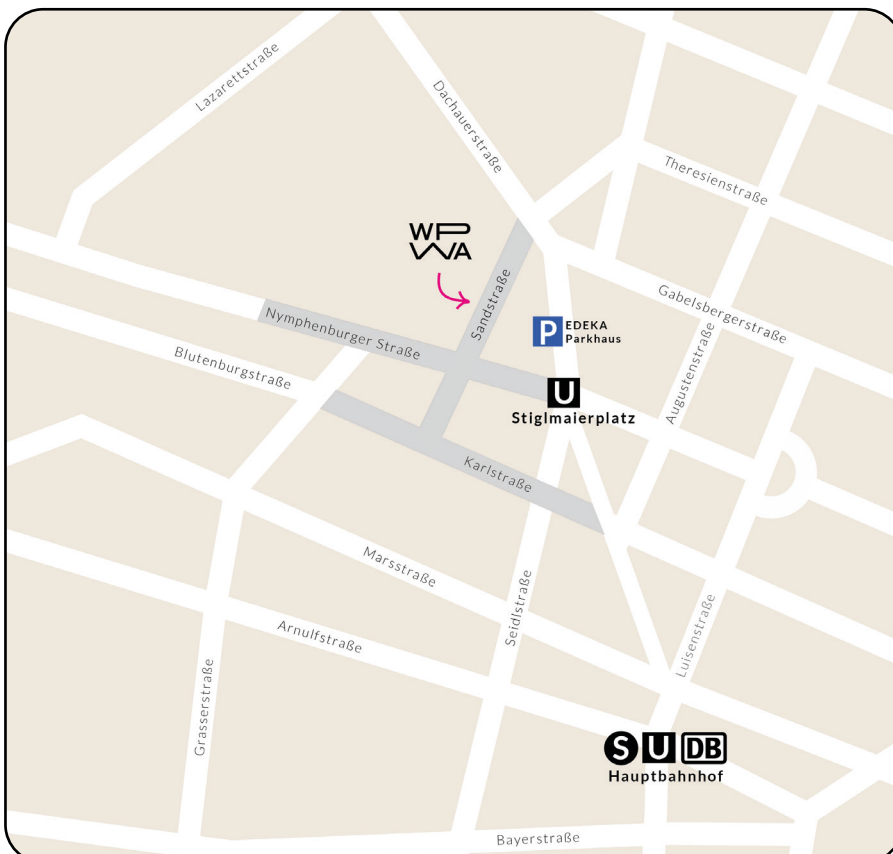 Lazarettstraße
Dachauerstraße
Theresienstraße
WP
WA
Sandstraße
Gabelsbergerstraße
Nymphenburger Straße
P EDEKA
Parkhaus
Augustenstraße
Blutenburgstraße
U
Stiglmaierplatz
Karlstraße
Marsstraße
Seidlstraße
Luisenstraße
Arnulfstraße
Grasserstraße
S U DB
Hauptbahnhof
Bayerstraße